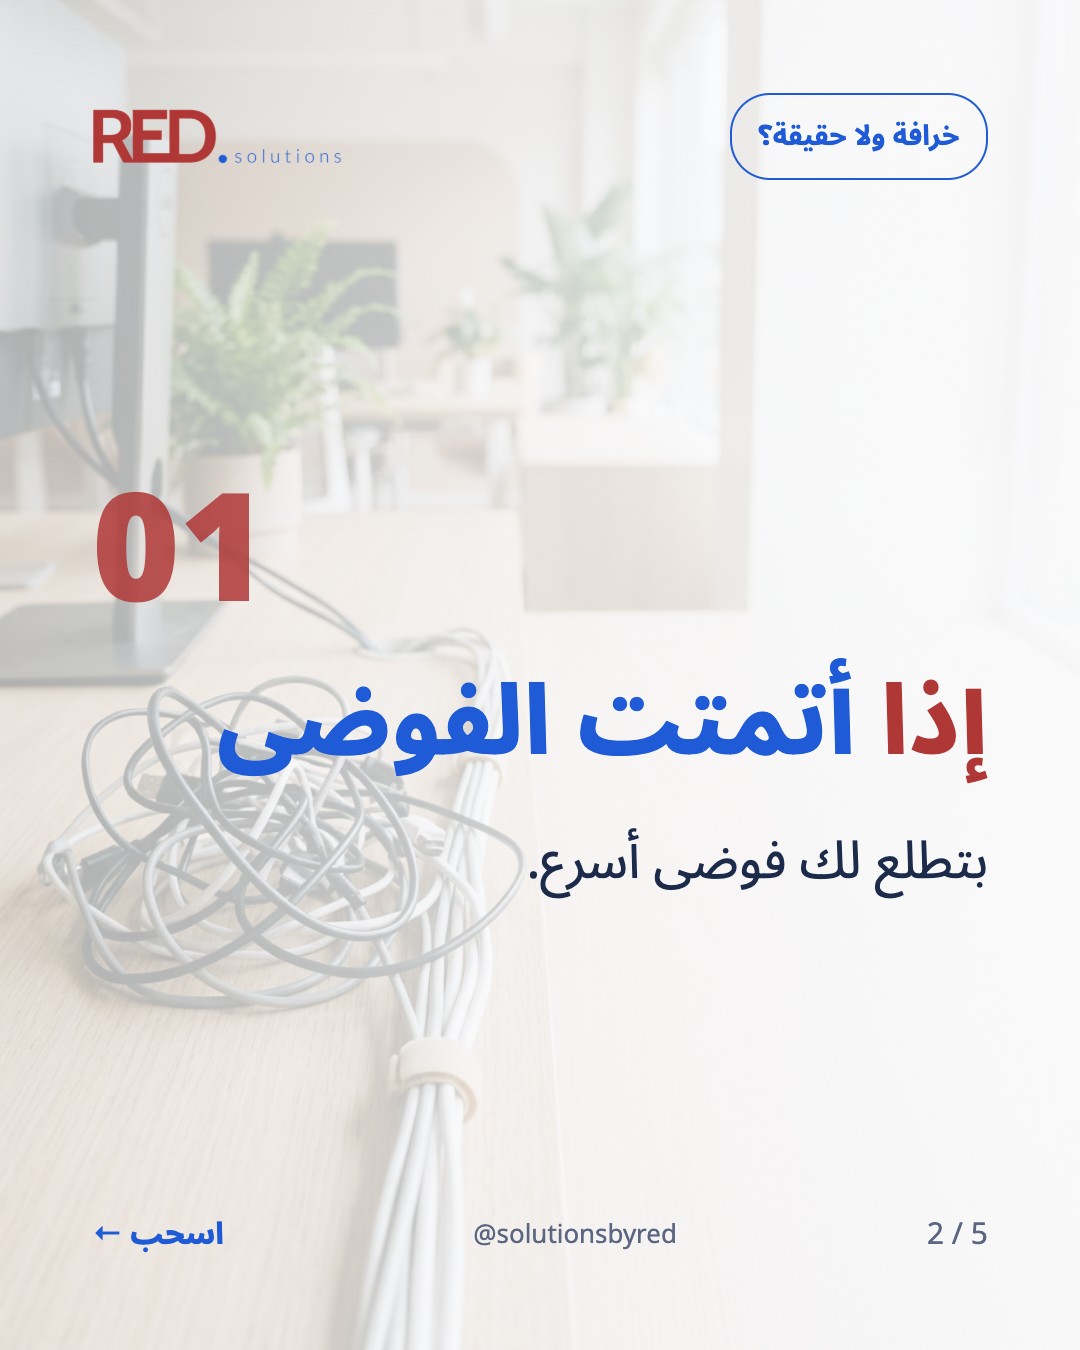 RED.solutions
خرافة ولا حقيقة؟
01
إذا أتمتت الفوضى
بتطلع لك فوضى أسرع.
اسحب ←
@solutionsbyred
2 / 5